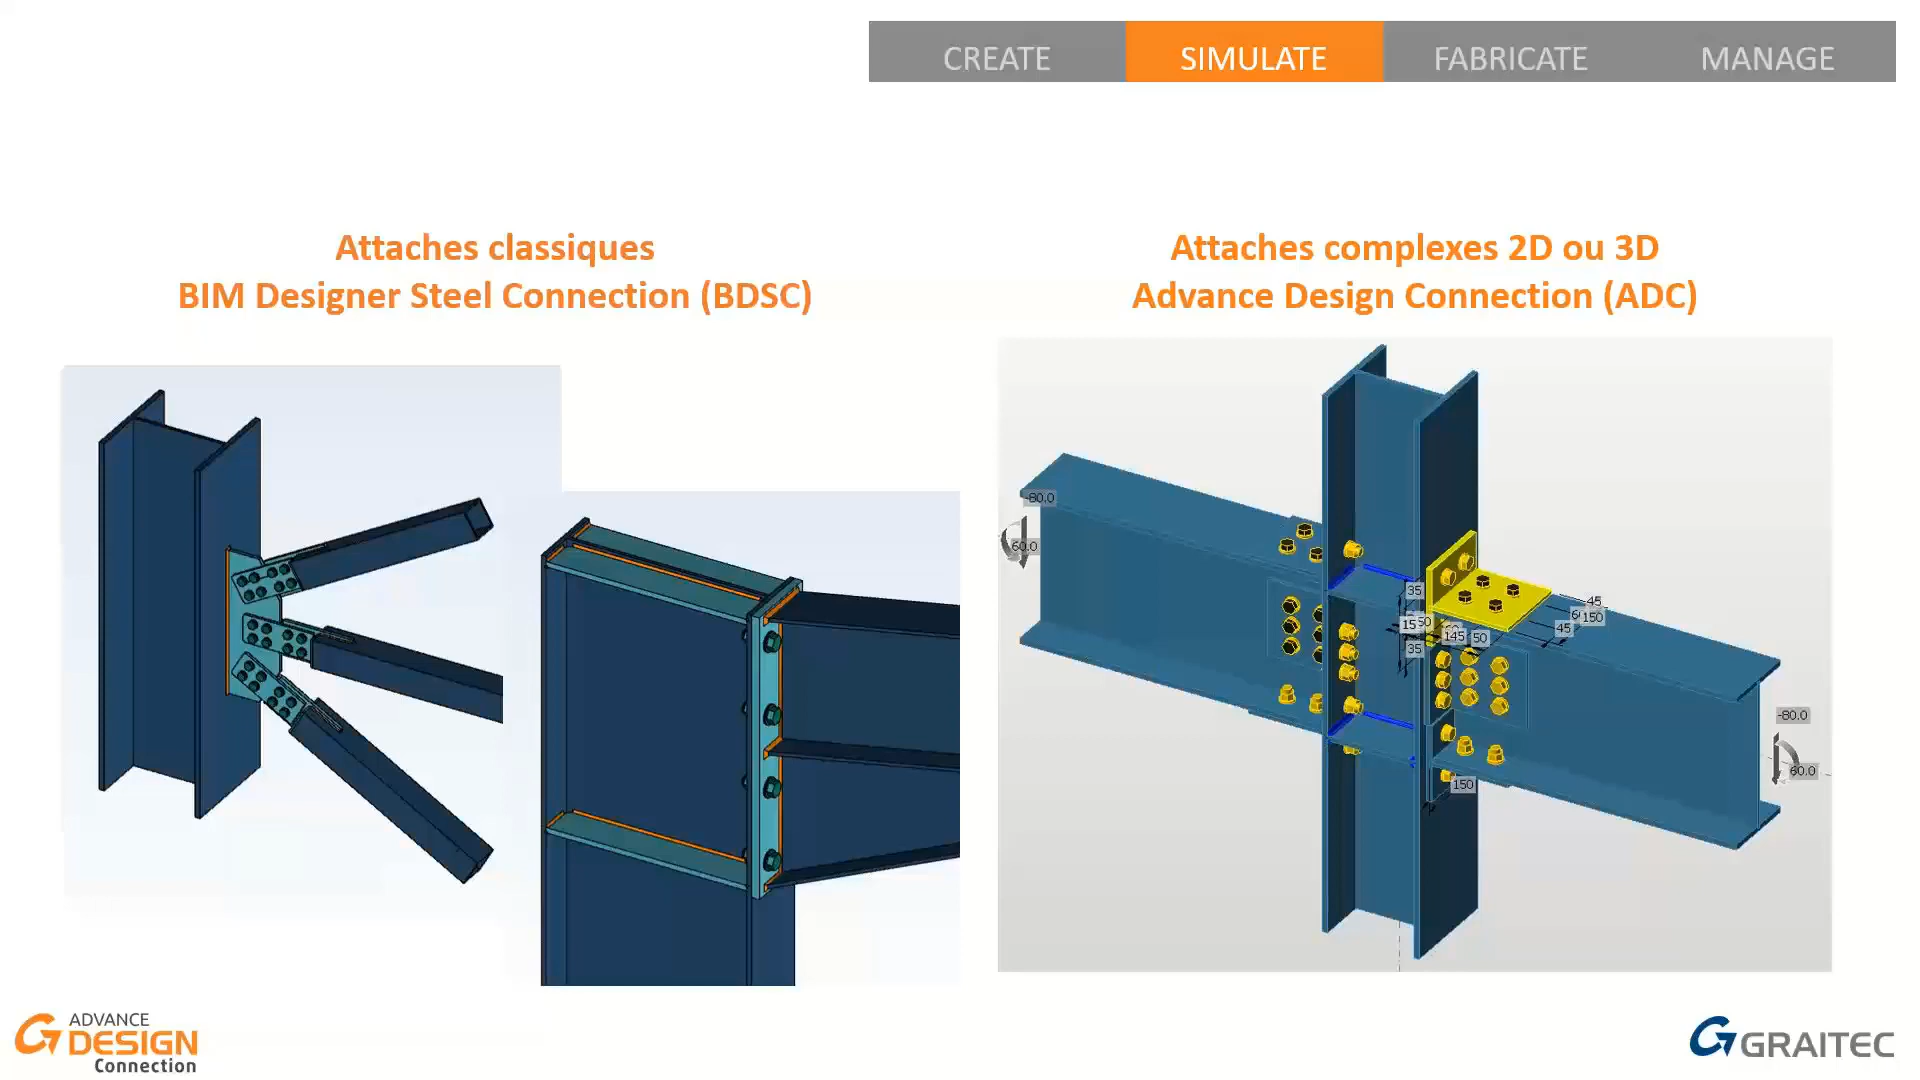 CREATE SIMULATE FABRICATE MANAGE
Attaches classiques
BIM Designer Steel Connection (BDSC)
Attaches complexes 2D ou 3D
Advance Design Connection (ADC)
-80.0
60.0
35
50
35
145
50
45
150
45
150
-80.0
60.0
ADVANCE
DESIGN
Connection
GRAITEC